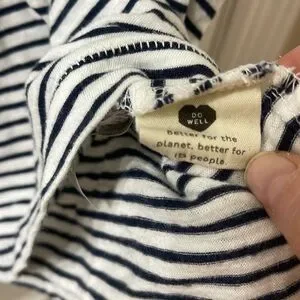 DO
WELL
better for the
planet, better for
its people